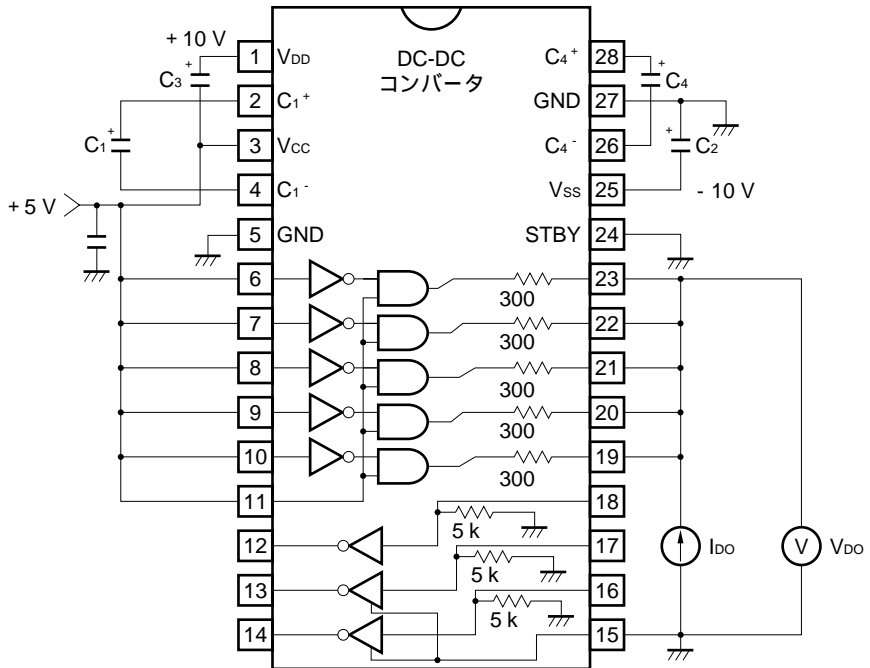 + 10 V
1
VDD
DC-DC
コンバータ
C4+
28
+
C3
+
C4
2
C1+
GND
27
+
C1
3
VCC
C4-
26
+
C2
4
C1-
VSS
25
- 10 V
+ 5 V
5
GND
STBY
24
6
300
23
7
300
22
8
300
21
9
300
20
10
300
19
11
18
5 k
12
17
5 k
IDO
V
VDO
13
16
5 k
14
15